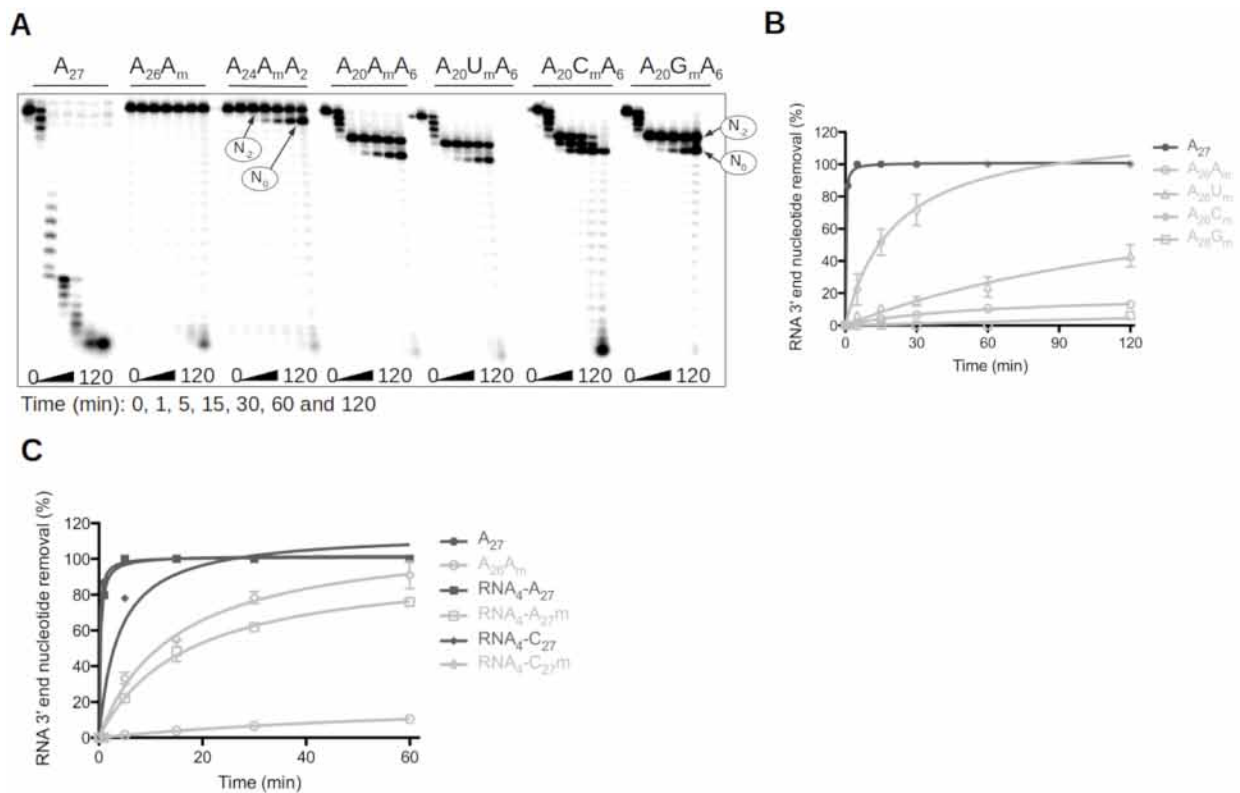 A
A27 A26Am A24AmA2 A20AmA6 A20UmA6 A20CmA6 A20GmA6
N-2
N0
N-2
N0
0 120 0 120 0 120 0 120 0 120 0 120 0 120
Time (min): 0, 1, 5, 15, 30, 60 and 120
B
RNA 3' end nucleotide removal (%)
120
100
80
60
40
20
0
0 30 60 90 120
Time (min)
A27
A26Am
A26Um
A26Cm
A26Gm
C
RNA 3' end nucleotide removal (%)
120
100
80
60
40
20
0
0 20 40 60
Time (min)
A27
A26Am
RNA4-A27
RNA4-A27m
RNA4-C27
RNA4-C27m